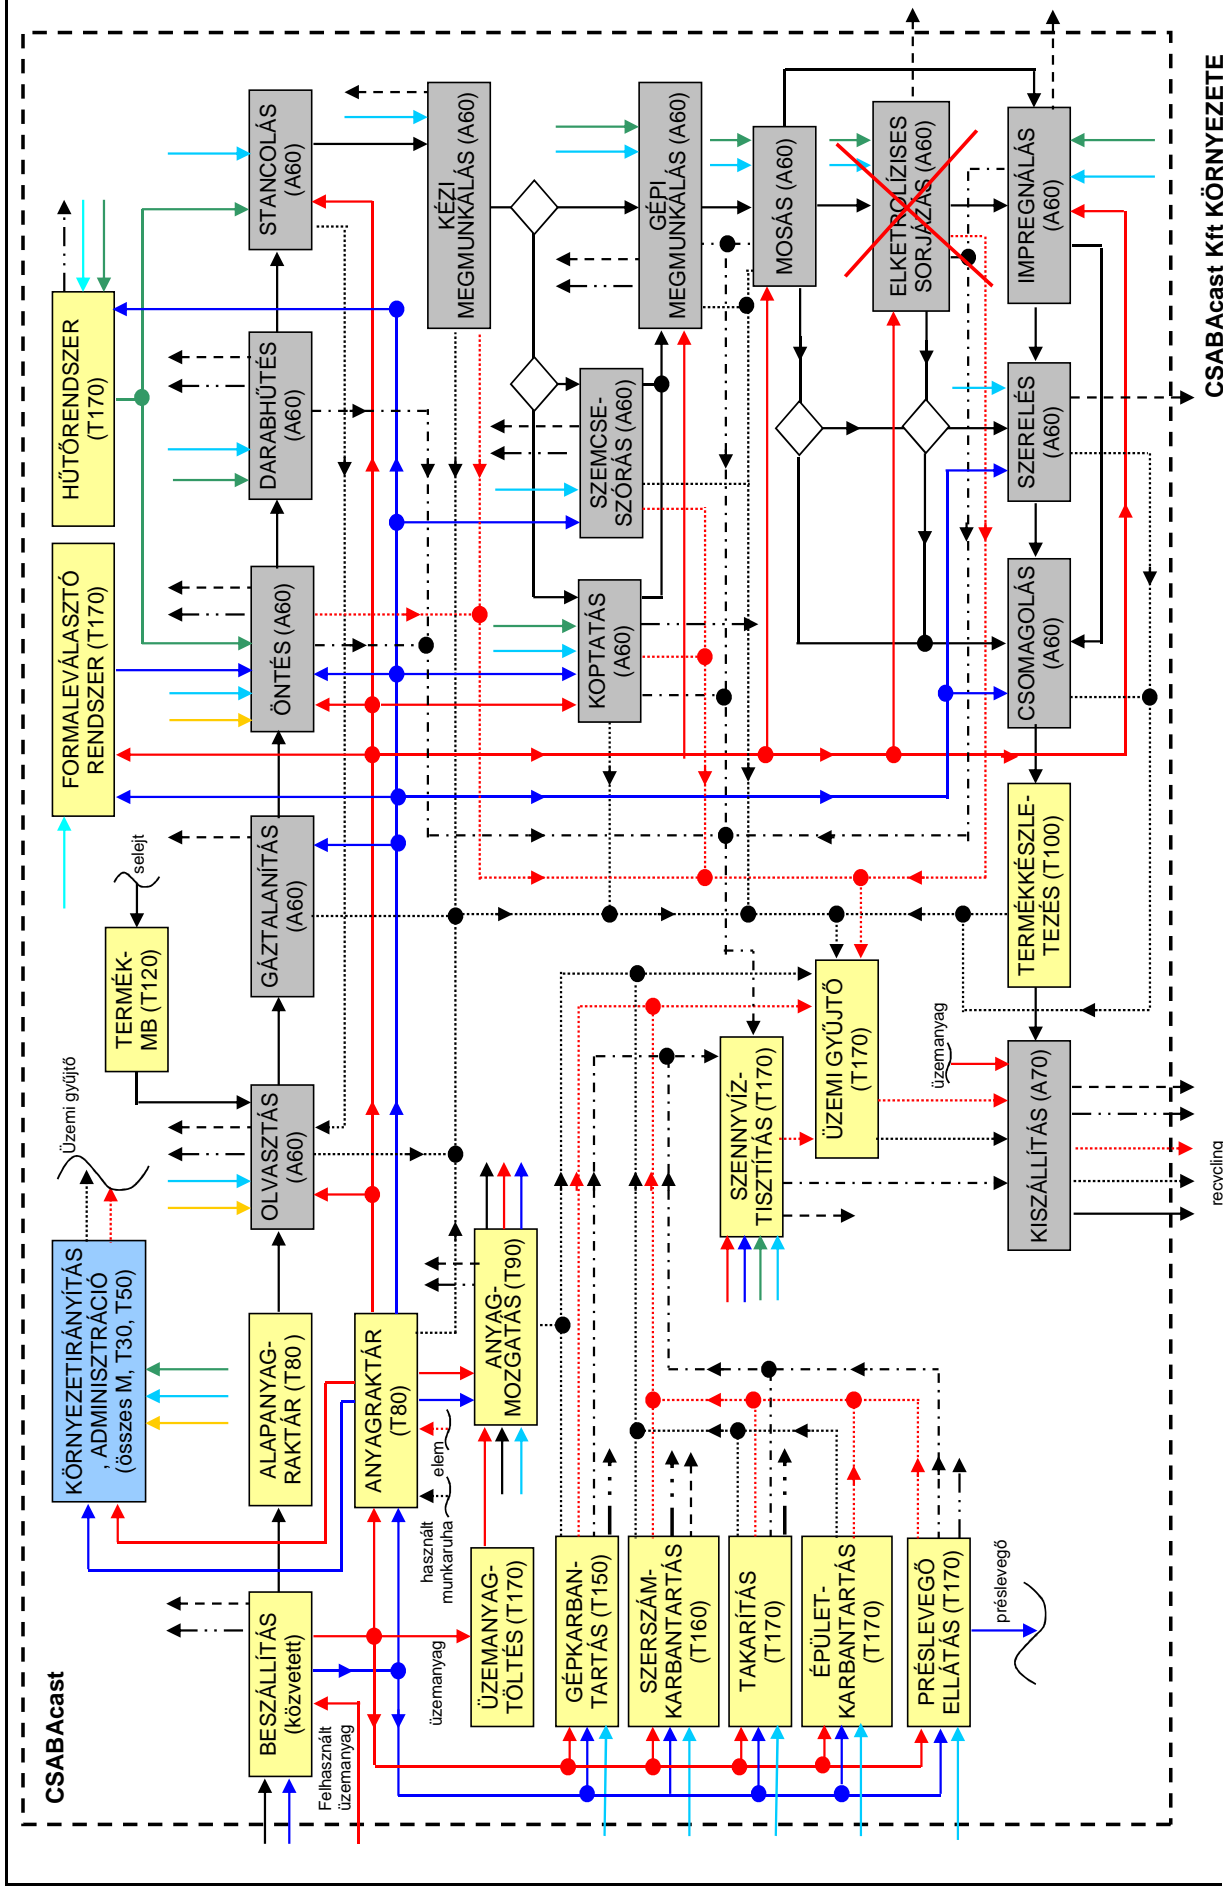 CSABAcast
KÖRNYEZETIRÁNYÍTÁS
, ADMINISZTRÁCIÓ
(összes M, T30, T50)
Üzemi gyűjtő
TERMÉK-
MB (T120)
selejt
FORMALEVÁLASZTÓ
RENDSZER (T170)
HŰTŐRENDSZER
(T170)
BESZÁLLÍTÁS
(közvetett)
ALAPANYAG-
RAKTÁR (T80 )
OLVASZTÁS
(A60)
GÁZTALANÍTÁS
(A60)
ÖNTÉS (A60)
DARABHŰTÉS
(A60)
STANCOLÁS
(A60)
Felhasznált
üzemanyag
ANYAGRAKTÁR
(T80)
használt
munkaruha
elem
üzemanyag
ÜZEMANYAG-
TÖLTÉS (T170)
ANYAG-
MOZGATÁS (T90)
KÉZI
MEGMUNKÁLÁS (A60)
GÉPKARBAN-
TARTÁS (T150)
SZERSZÁM-
KARBANTARTÁS
(T160)
TAKARÍTÁS
(T170)
ÉPÜLET-
KARBANTARTÁS
(T170)
PRÉSLEVEGŐ
ELLÁTÁS (T170)
préslevegő
KOPTATÁS
(A60)
SZEMCSE-
SZÓRÁS (A60)
GÉPI
MEGMUNKÁLÁS (A60)
SZENNYVÍZ-
TISZTÍTÁS (T170)
ÜZEMI GYŰJTŐ
(T170)
MOSÁS (A60)
ELKETROLÍZISES
SORJÁZÁS (A60)
üzemanyag
KISZÁLLÍTÁS (A70)
TERMÉKKÉSZLE-
TEZÉS (T100)
CSOMAGOLÁS
(A60)
SZERELÉS
(A60)
IMPREGNÁLÁS
(A60)
recycling
CSABAcast Kft KÖRNYEZETE